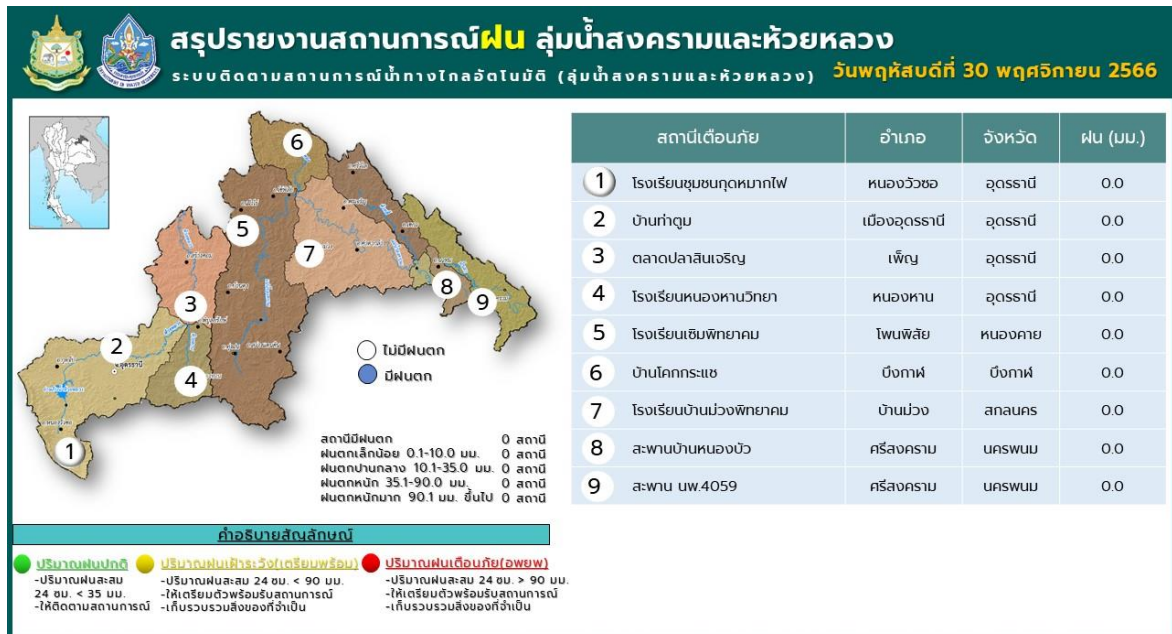 สรุปรายงานสถานการณ์ฝน ลุ่มน้ำสงครามและห้วยหลวง
ระบบติดตามสถานการณ์น้ำทางไกลอัตโนมัติ (ลุ่มน้ำสงครามและห้วยหลวง)
วันพฤหัสบดีที่ 30 พฤศจิกายน 2566
1
2
3
4
5
6
7
8
9
อุดรธานี
ไม่มีฝนตก
มีฝนตก
สถานีมีฝนตก 0 สถานี
ฝนตกเล็กน้อย 0.1-10.0 มม. 0 สถานี
ฝนตกปานกลาง 10.1-35.0 มม. 0 สถานี
ฝนตกหนัก 35.1-90.0 มม. 0 สถานี
ฝนตกหนักมาก 90.1 มม. ขึ้นไป 0 สถานี
สถานีเตือนภัย อำเภอ จังหวัด ฝน (มม.)
1 โรงเรียนชุมชนกุดหมากไฟ หนองวัวซอ อุดรธานี 0.0
2 บ้านท่าตูม เมืองอุดรธานี อุดรธานี 0.0
3 ตลาดปลาสินเจริญ เพ็ญ อุดรธานี 0.0
4 โรงเรียนหนองหานวิทยา หนองหาน อุดรธานี 0.0
5 โรงเรียนเซิมพิทยาคม โพนพิสัย หนองคาย 0.0
6 บ้านโคกกระแซ บึงกาฬ บึงกาฬ 0.0
7 โรงเรียนบ้านม่วงพิทยาคม บ้านม่วง สกลนคร 0.0
8 สะพานบ้านหนองบัว ศรีสงคราม นครพนม 0.0
9 สะพาน นพ.4059 ศรีสงคราม นครพนม 0.0
คำอธิบายสัญลักษณ์
ปริมาณฝนปกติ
-ปริมาณฝนสะสม
24 ชม. < 35 มม.
-ให้ติดตามสถานการณ์
ปริมาณฝนเฝ้าระวัง(เตรียมพร้อม)
-ปริมาณฝนสะสม 24 ชม. < 90 มม.
-ให้เตรียมตัวพร้อมรับสถานการณ์
-เก็บรวบรวมสิ่งของที่จำเป็น
ปริมาณฝนเตือนภัย(อพยพ)
-ปริมาณฝนสะสม 24 ชม. > 90 มม.
-ให้เตรียมตัวพร้อมรับสถานการณ์
-เก็บรวบรวมสิ่งของที่จำเป็น